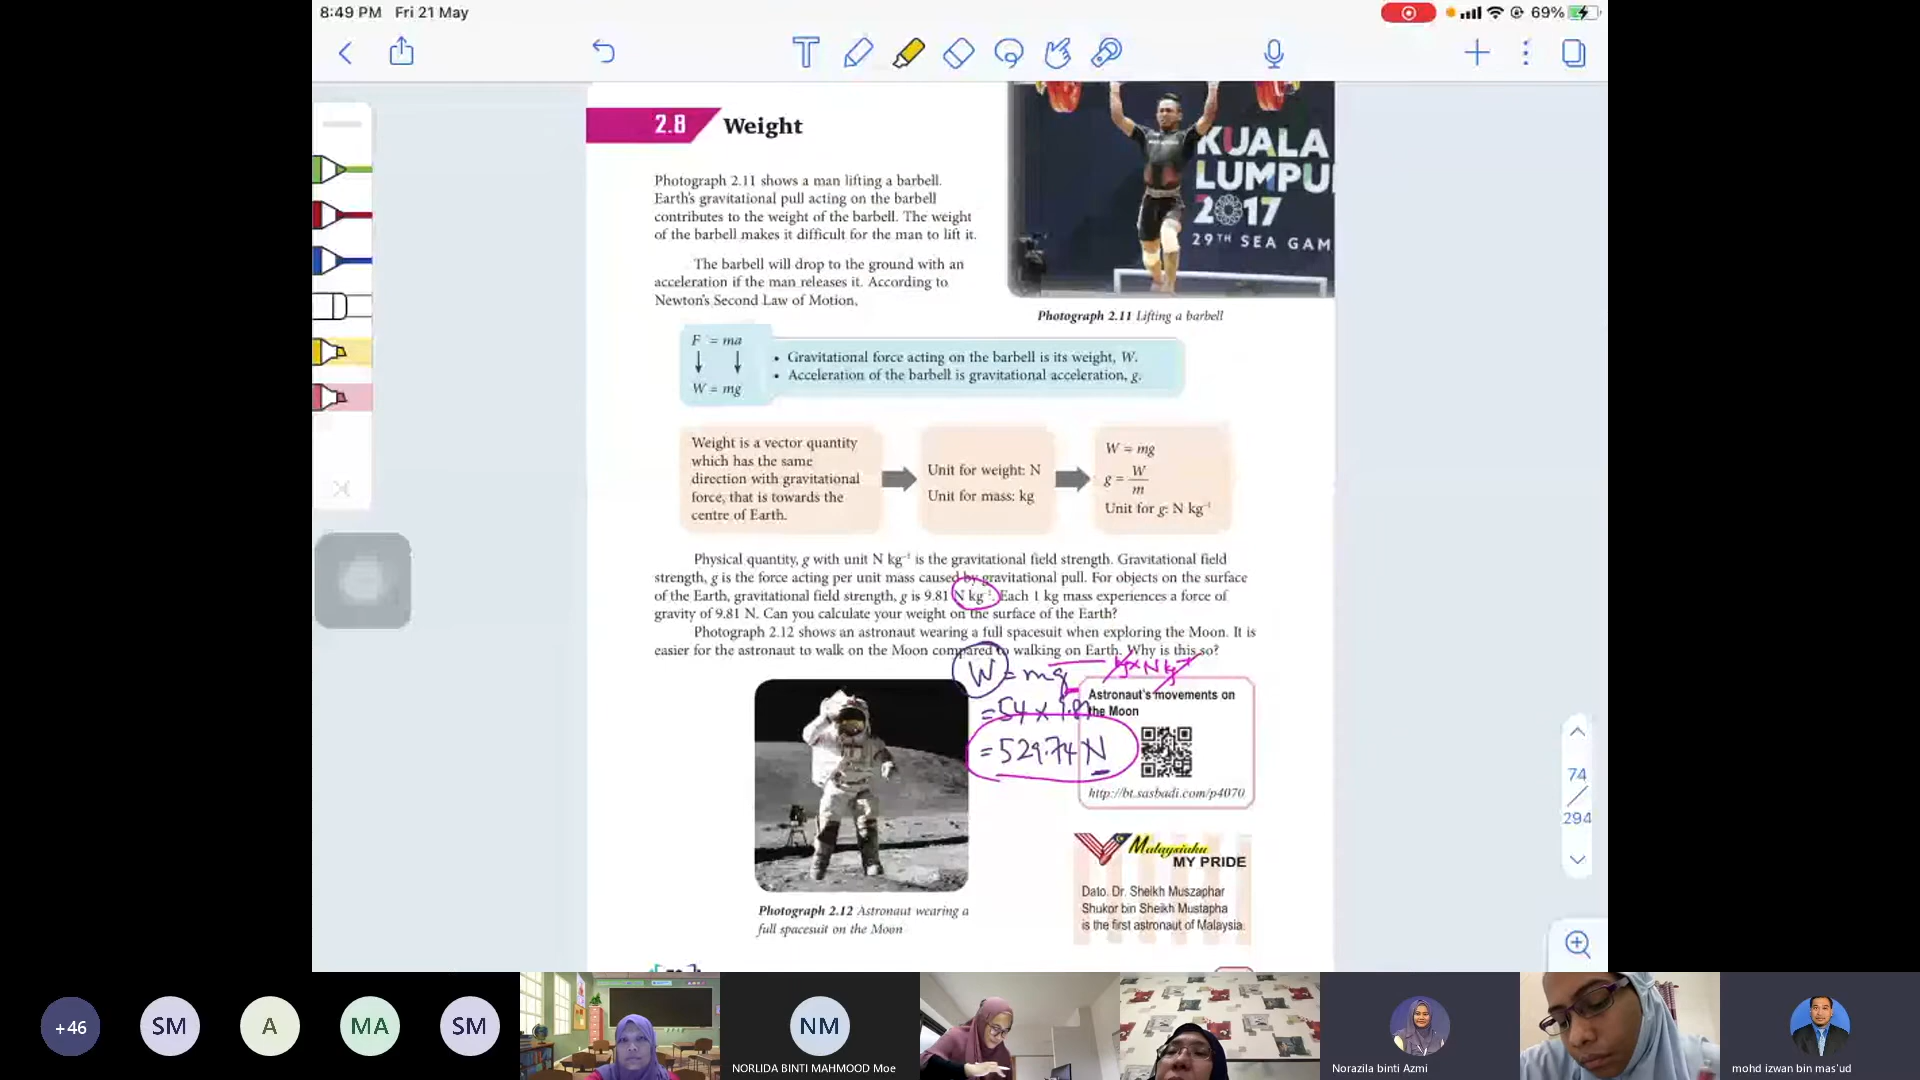 8:49 PM Fri 21 May
69%
2.8 Weight
Photograph 2.11 shows a man lifting a barbell.
Earth's gravitational pull acting on the barbell
contributes to the weight of the barbell. The weight
of the barbell makes it difficult for the man to lift it.
The barbell will drop to the ground with an
acceleration if the man releases it. According to
Newton's Second Law of Motion,
KUALA
LUMPU
2017
29TH SEA GAM
Photograph 2.11 Lifting a barbell
F = ma
W = mg
• Gravitational force acting on the barbell is its weight, W.
• Acceleration of the barbell is gravitational acceleration, g.
Weight is a vector quantity
which has the same
direction with gravitational
force, that is towards the
centre of Earth.
Unit for weight: N
Unit for mass: kg
W = mg
g = W/m
Unit for g: N kg⁻¹
Physical quantity, g with unit N kg⁻¹ is the gravitational field strength. Gravitational field
strength, g is the force acting per unit mass caused by gravitational pull. For objects on the surface
of the Earth, gravitational field strength, g is 9.81 N kg⁻¹. Each 1 kg mass experiences a force of
gravity of 9.81 N. Can you calculate your weight on the surface of the Earth?
Photograph 2.12 shows an astronaut wearing a full spacesuit when exploring the Moon. It is
easier for the astronaut to walk on the Moon compared to walking on Earth. Why is this so?
W = mg kg × N kg⁻¹
= 54 × 9.81
= 529.74 N
Astronaut's movements on
the Moon
http://bt.sasbadi.com/p4070
Malaysiaku
MY PRIDE
Dato. Dr. Sheikh Muszaphar
Shukor bin Sheikh Mustapha
is the first astronaut of Malaysia.
Photograph 2.12 Astronaut wearing a
full spacesuit on the Moon
74
294
+46
SM
A
MA
SM
NM
NORLIDA BINTI MAHMOOD Moe
Norazila binti Azmi
mohd izwan bin mas'ud